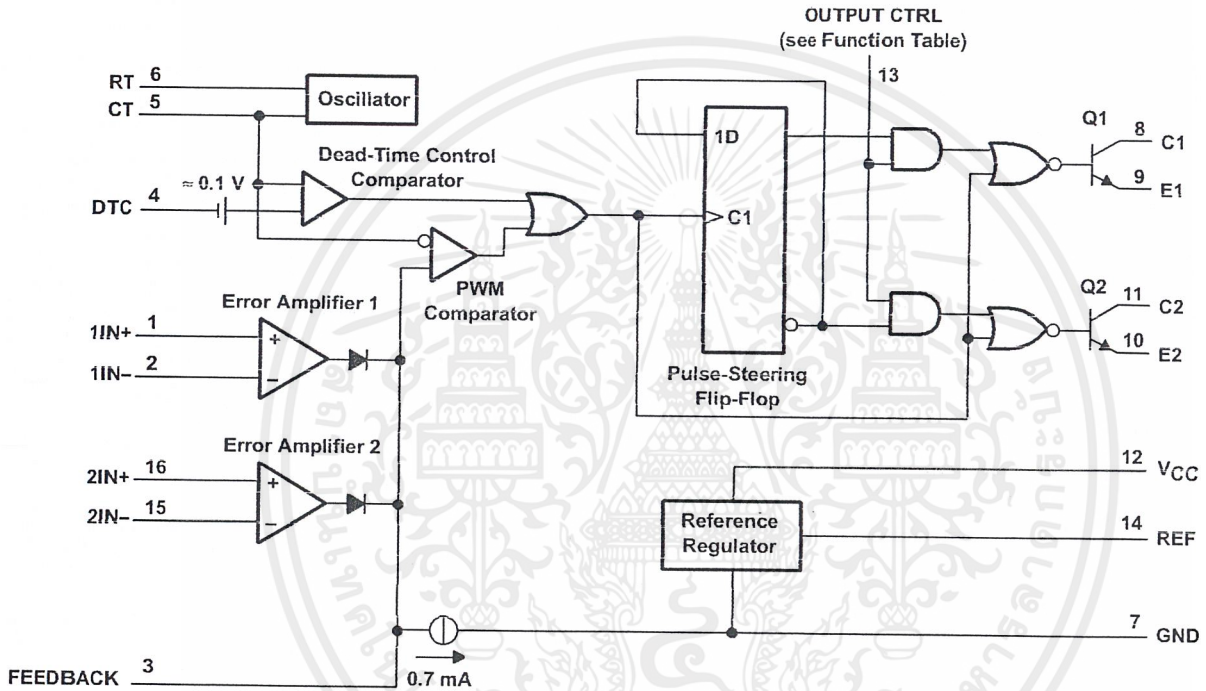 OUTPUT CTRL
(see Function Table)
13
RT 6
CT 5
Oscillator
Dead-Time Control
Comparator
≈ 0.1 V
DTC 4
PWM
Comparator
1D
C1
Pulse-Steering
Flip-Flop
Q1
8 C1
9 E1
Q2
11 C2
10 E2
Error Amplifier 1
1IN+ 1
1IN− 2
+
−
Error Amplifier 2
2IN+ 16
2IN− 15
+
−
12 VCC
Reference
Regulator
14 REF
7 GND
0.7 mA
FEEDBACK 3